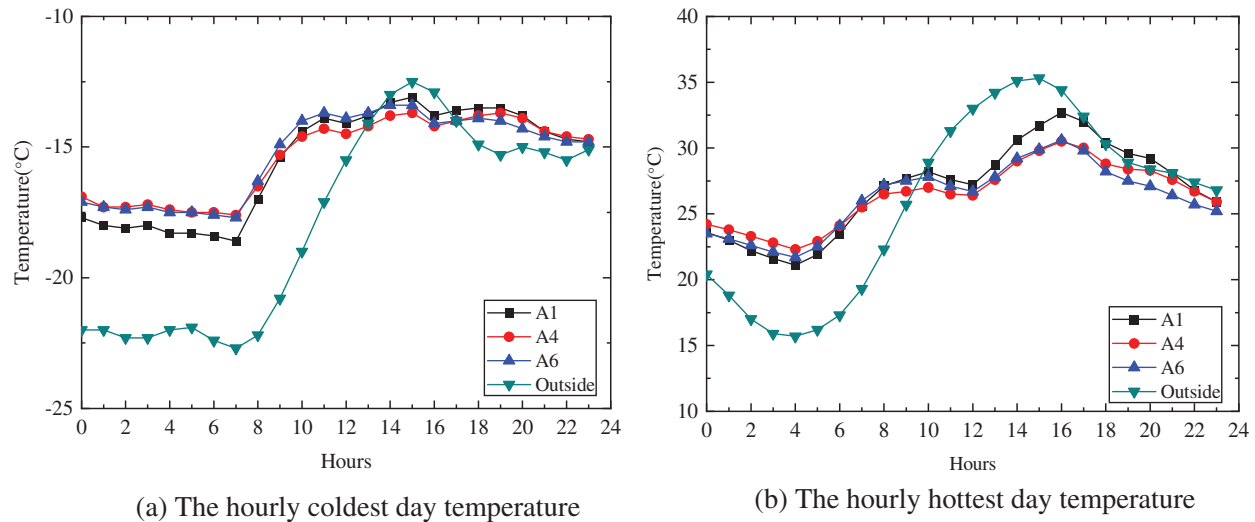 -10
-15
-20
-25
Temperature(°C)
0 2 4 6 8 10 12 14 16 18 20 22 24
Hours
A1
A4
A6
Outside
(a) The hourly coldest day temperature
40
35
30
25
20
15
10
Temperature(°C)
0 2 4 6 8 10 12 14 16 18 20 22 24
Hours
A1
A4
A6
Outside
(b) The hourly hottest day temperature